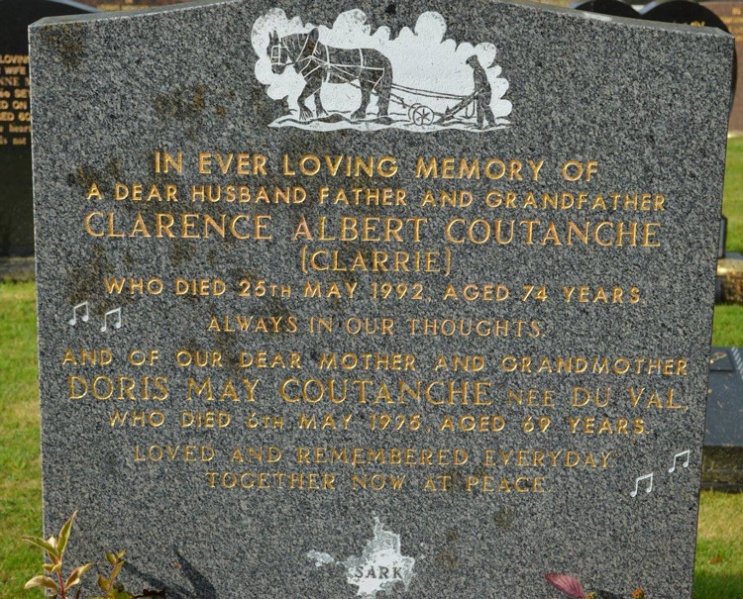 IN EVER LOVING MEMORY OF
A DEAR HUSBAND FATHER AND GRANDFATHER
CLARENCE ALBERT COUTANCHE
(CLARRIE)
WHO DIED 25TH MAY 1992, AGED 74 YEARS.
ALWAYS IN OUR THOUGHTS.
AND OF OUR DEAR MOTHER AND GRANDMOTHER
DORIS MAY COUTANCHE NEE DU VAL,
WHO DIED 6TH MAY 1995, AGED 69 YEARS.
LOVED AND REMEMBERED EVERYDAY
TOGETHER NOW AT PEACE
SARK